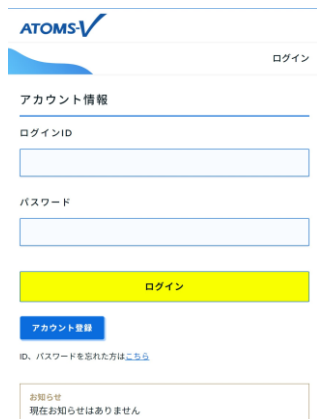 ATOMS-V
ログイン
アカウント情報
ログインID
パスワード
ログイン
アカウント登録
ID、パスワードを忘れた方はこちら
お知らせ
現在お知らせはありません